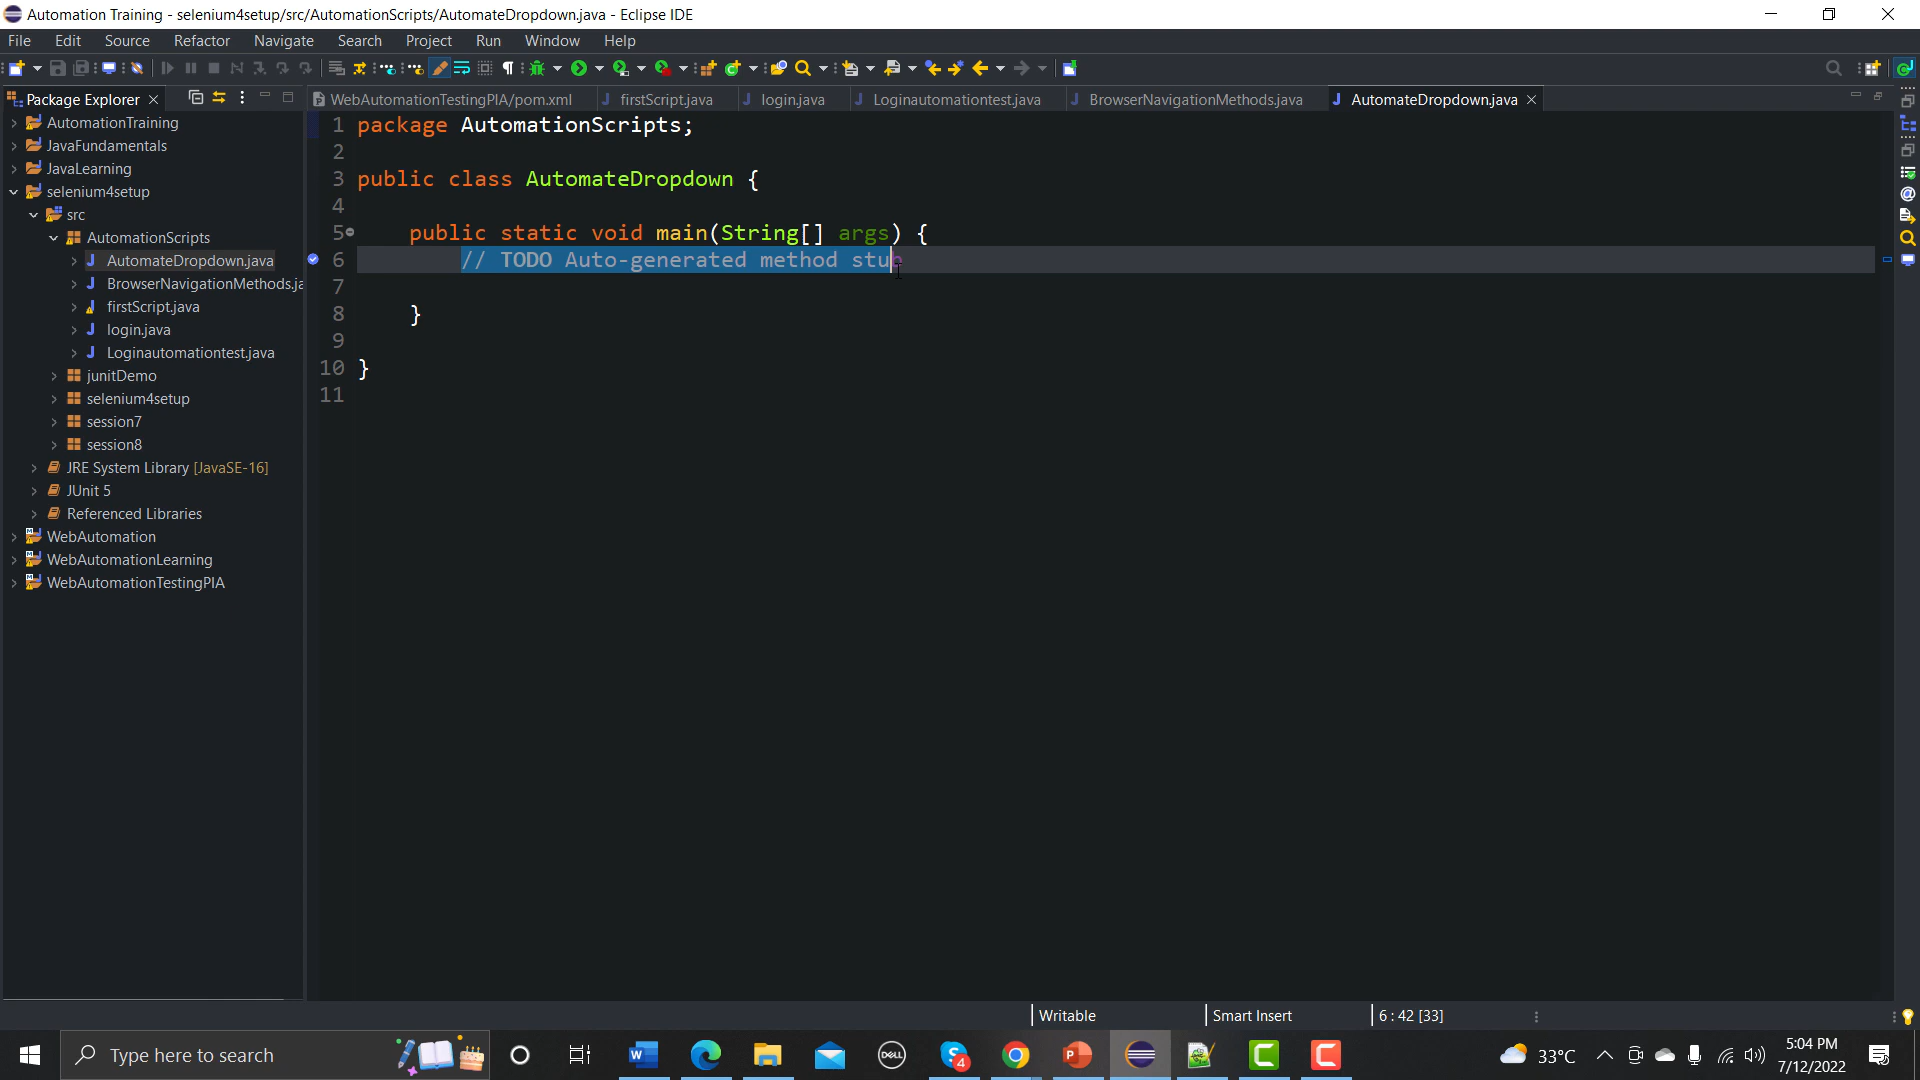 Automation Training - selenium4setup/src/AutomationScripts/AutomateDropdown.java - Eclipse IDE
File Edit Source Refactor Navigate Search Project Run Window Help
Package Explorer
WebAutomationTestingPIA/pom.xml firstScript.java login.java Loginautomationtest.java BrowserNavigationMethods.java AutomateDropdown.java
AutomationTraining
JavaFundamentals
JavaLearning
selenium4setup
src
AutomationScripts
AutomateDropdown.java
BrowserNavigationMethods.ja
firstScript.java
login.java
Loginautomationtest.java
junitDemo
selenium4setup
session7
session8
JRE System Library [JavaSE-16]
JUnit 5
Referenced Libraries
WebAutomation
WebAutomationLearning
WebAutomationTestingPIA
1 package AutomationScripts;
2
3 public class AutomateDropdown {
4
5 public static void main(String[] args) {
6 // TODO Auto-generated method stub
7
8 }
9
10 }
11
Writable Smart Insert 6 : 42 [33]
Type here to search
DELL
4
33°C
5:04 PM
7/12/2022